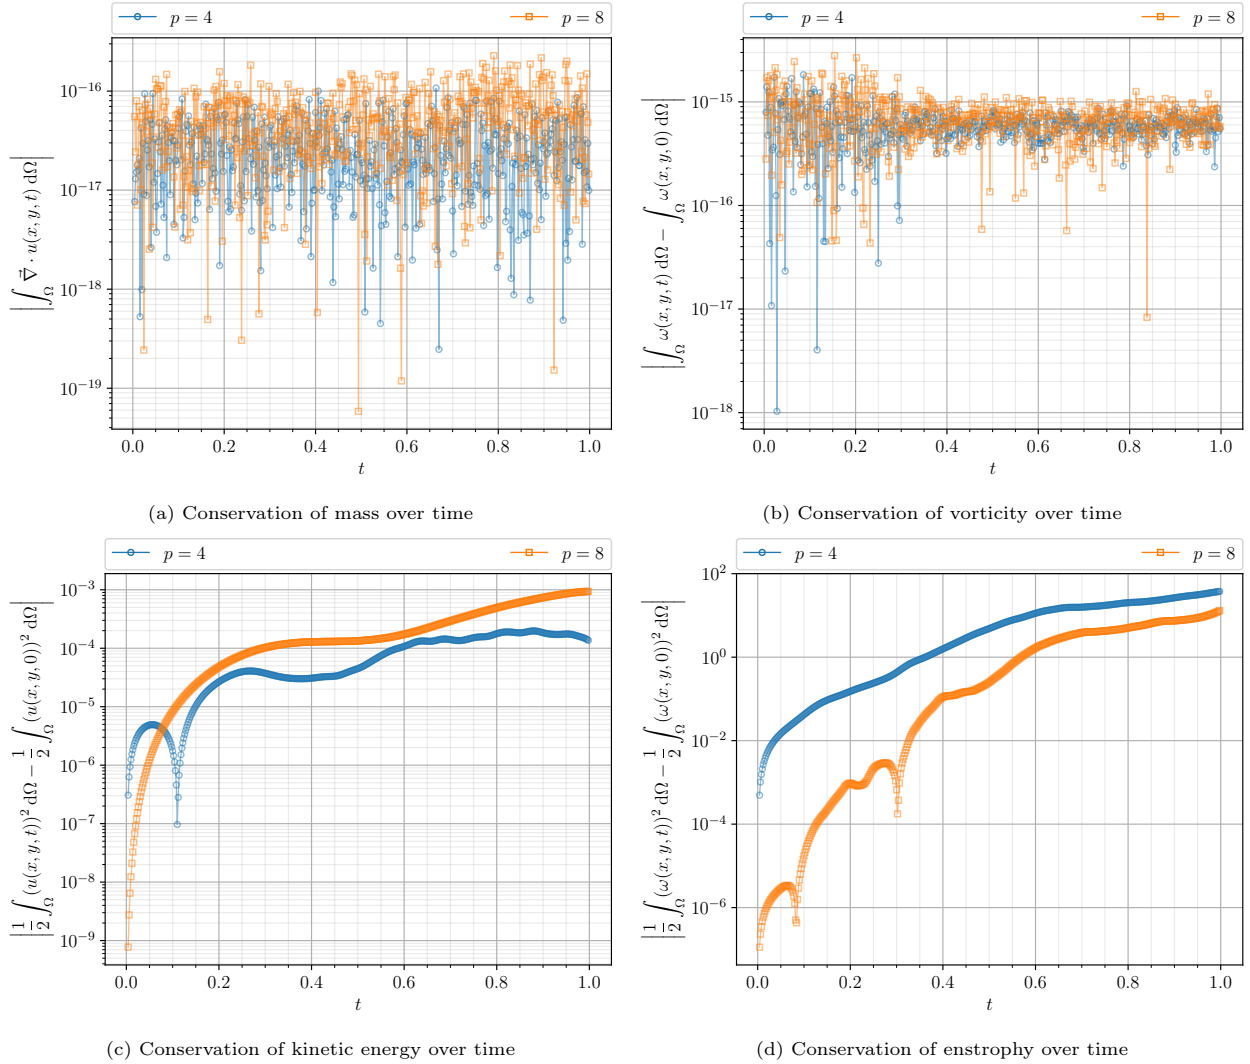 p = 4 p = 8
10⁻¹⁶
10⁻¹⁷
10⁻¹⁸
10⁻¹⁹
|∫_Ω ∇⃗ · u(x, y, t) dΩ|
0.0 0.2 0.4 0.6 0.8 1.0
t
(a) Conservation of mass over time
p = 4 p = 8
10⁻¹⁵
10⁻¹⁶
10⁻¹⁷
10⁻¹⁸
|∫_Ω ω(x, y, t) dΩ − ∫_Ω ω(x, y, 0) dΩ|
0.0 0.2 0.4 0.6 0.8 1.0
t
(b) Conservation of vorticity over time
p = 4 p = 8
10⁻³
10⁻⁴
10⁻⁵
10⁻⁶
10⁻⁷
10⁻⁸
10⁻⁹
|1/2 ∫_Ω (u(x, y, t))² dΩ − 1/2 ∫_Ω (u(x, y, 0))² dΩ|
0.0 0.2 0.4 0.6 0.8 1.0
t
(c) Conservation of kinetic energy over time
p = 4 p = 8
10²
10⁰
10⁻²
10⁻⁴
10⁻⁶
|1/2 ∫_Ω (ω(x, y, t))² dΩ − 1/2 ∫_Ω (ω(x, y, 0))² dΩ|
0.0 0.2 0.4 0.6 0.8 1.0
t
(d) Conservation of enstrophy over time